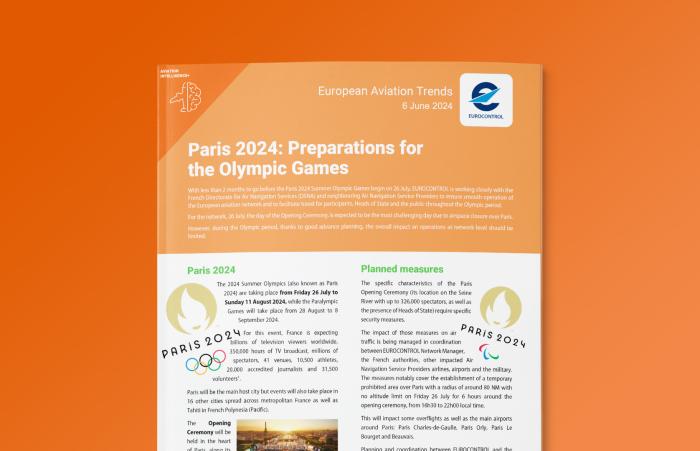 AVIATION
INTELLIGENCE+
European Aviation Trends
6 June 2024
EUROCONTROL
Paris 2024: Preparations for
the Olympic Games
With less than 2 months to go before the Paris 2024 Summer Olympic Games begin on 26 July, EUROCONTROL is working closely with the
French Directorate for Air Navigation Services (DSNA) and neighbouring Air Navigation Service Providers to ensure smooth operation of
the European aviation network and to facilitate travel for participants, Heads of State and the public throughout the Olympic period.
For the network, 26 July, the day of the Opening Ceremony, is expected to be the most challenging day due to airspace closure over Paris.
However, during the Olympic period, thanks to good advance planning, the overall impact on operations at network level should be
limited.
Paris 2024
The 2024 Summer Olympics (also known as Paris
2024) are taking place from Friday 26 July to
Sunday 11 August 2024, while the Paralympic
Games will take place from 28 August to 8
September 2024.
PARIS 2024
For this event, France is expecting
billions of television viewers worldwide,
350,000 hours of TV broadcast, millions of
spectators, 41 venues, 10,500 athletes,
20,000 accredited journalists and 31,500
volunteers¹.
Paris will be the main host city but events will also take place in
16 other cities spread across metropolitan France as well as
Tahiti in French Polynesia (Pacific).
The Opening
Ceremony will be
held in the heart
of Paris, along its
Planned measures
The specific characteristics of the Paris
Opening Ceremony (its location on the Seine
River with up to 326,000 spectators, as well as
the presence of Heads of State) require specific
security measures.
PARIS 2024
The impact of those measures on air
traffic is being managed in coordination
between EUROCONTROL Network Manager,
the French authorities, other impacted Air
Navigation Service Providers airlines, airports and the military.
The measures notably cover the establishment of a temporary
prohibited area over Paris with a radius of around 80 NM with
no altitude limit on Friday 26 July for 6 hours around the
opening ceremony, from 16h30 to 22h00 local time.
This will impact some overflights as well as the main airports
around Paris: Paris Charles-de-Gaulle, Paris Orly, Paris Le
Bourget and Beauvais.
Planning and coordination between EUROCONTROL and the